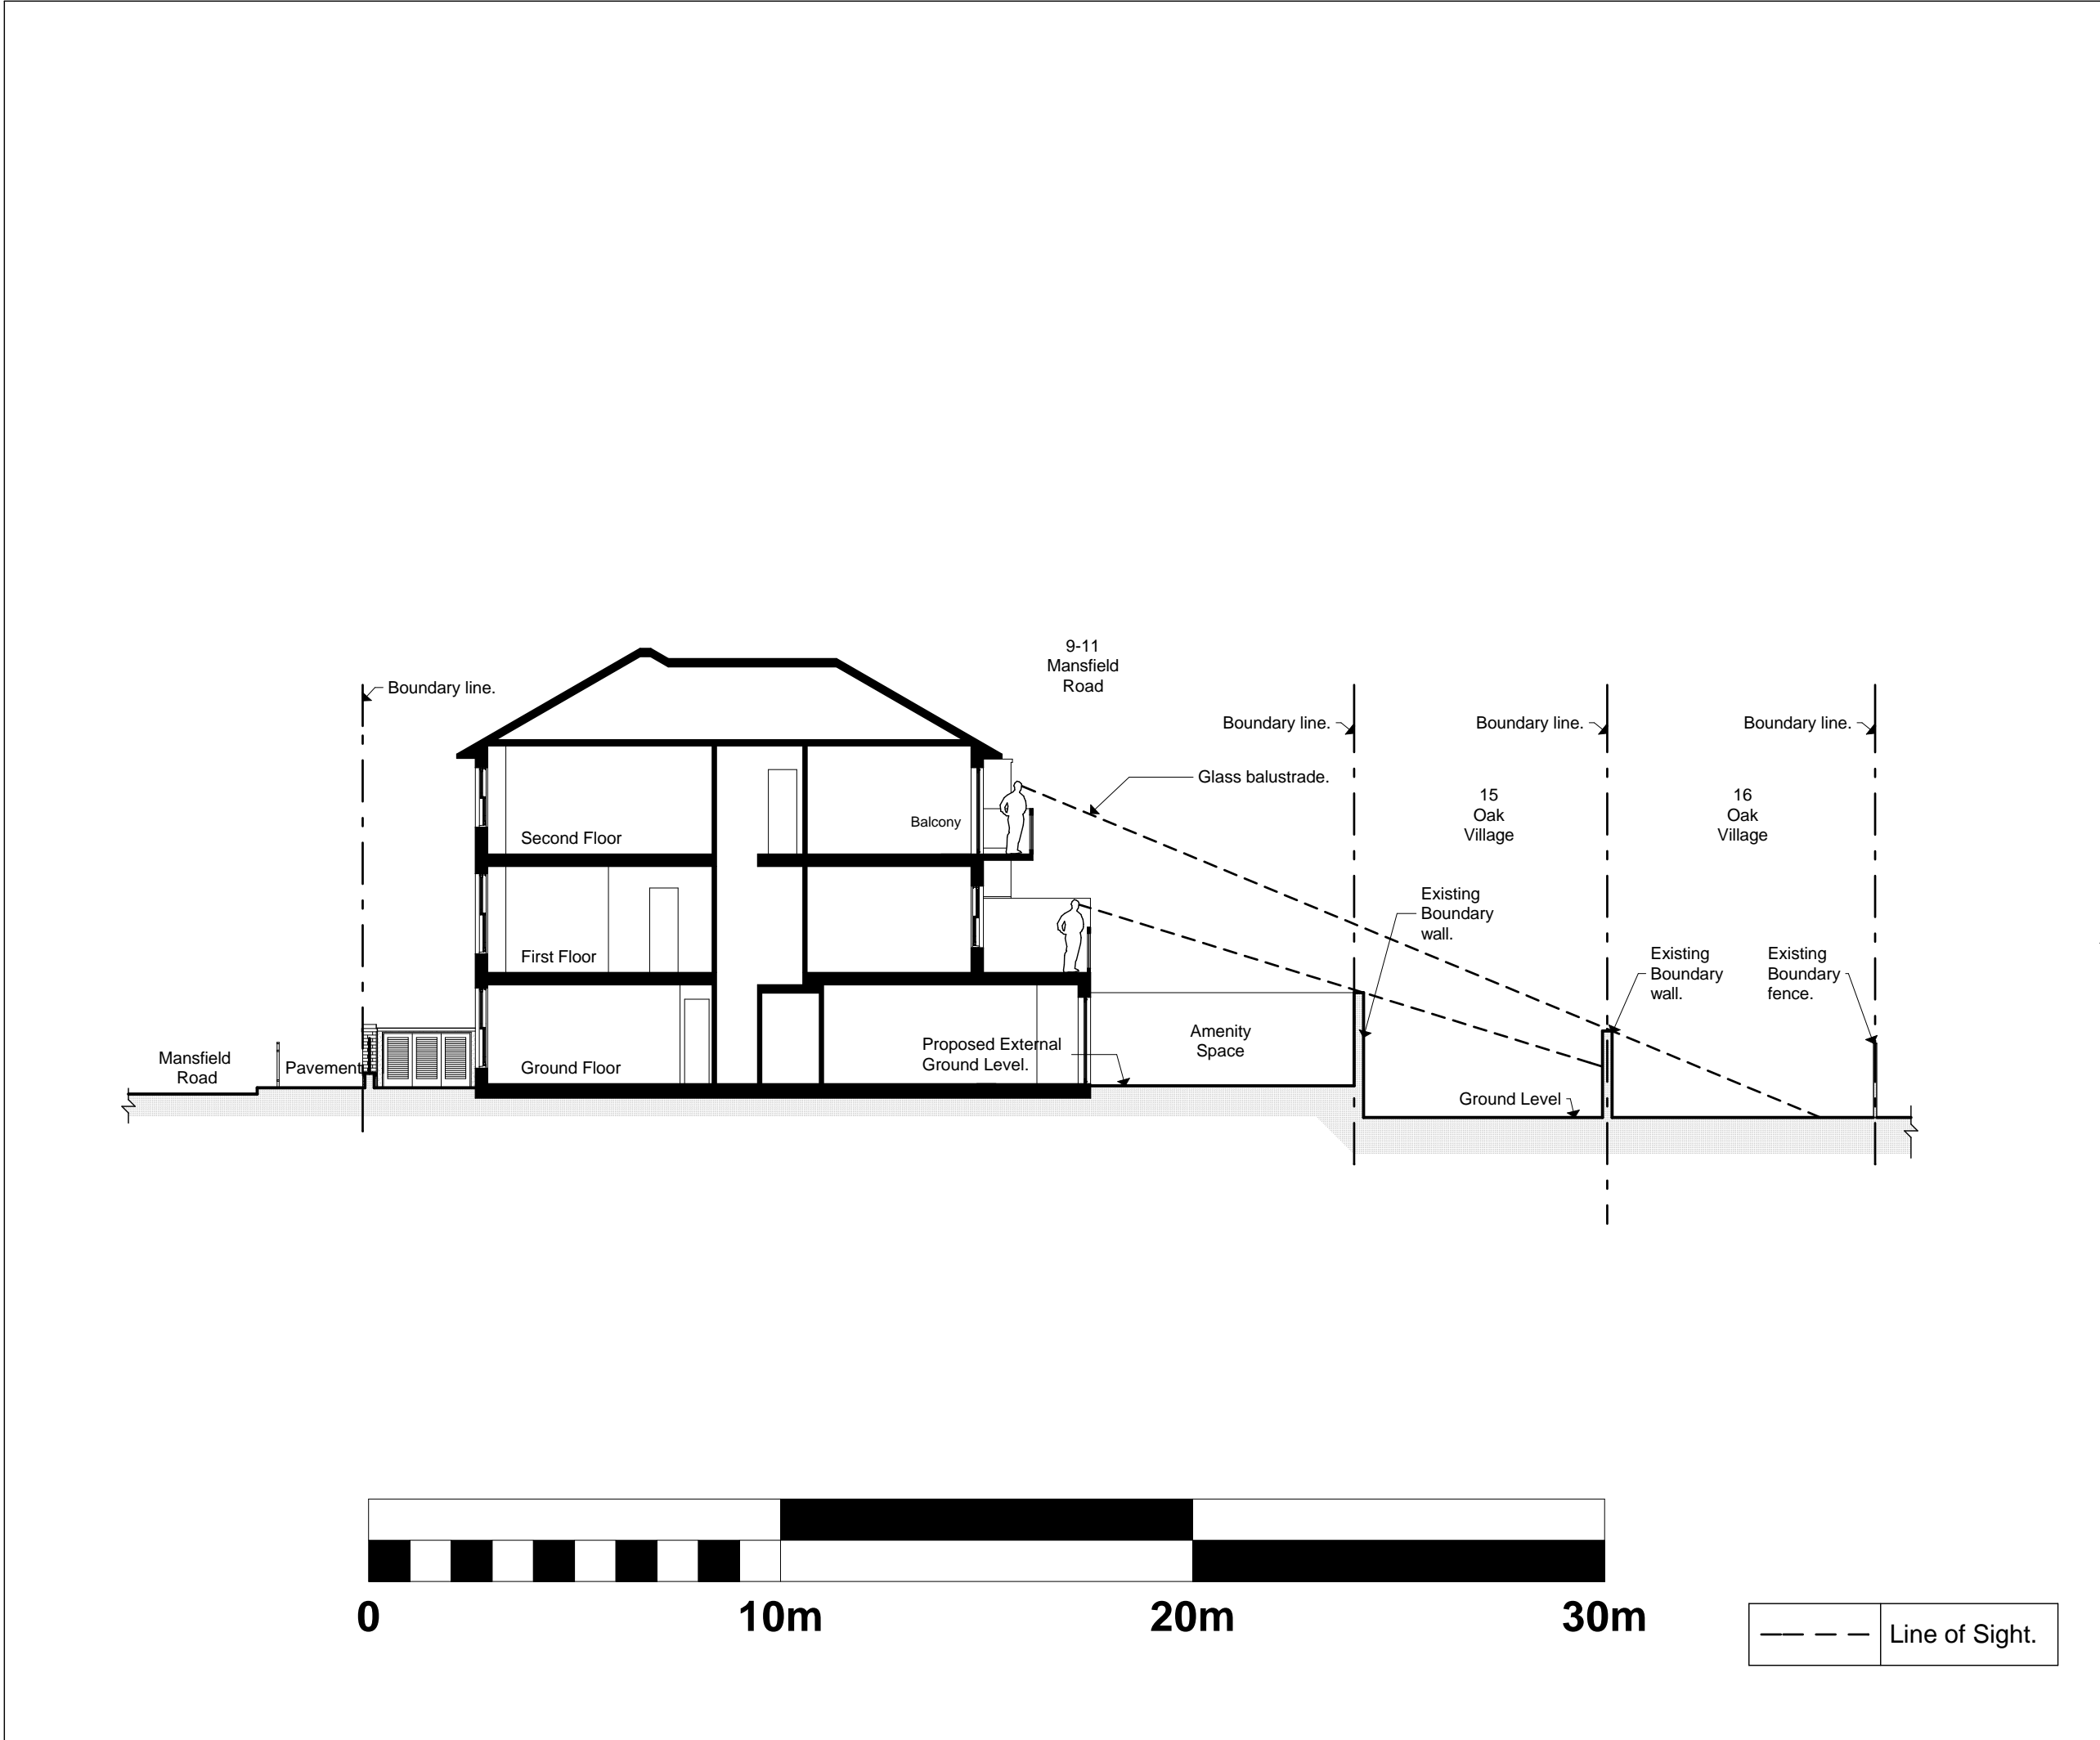 9-11
Mansfield
Road
Boundary line.
Boundary line.
Boundary line.
Boundary line.
Glass balustrade.
15
Oak
Village
16
Oak
Village
Balcony
Second Floor
Existing
Boundary
wall.
Existing
Boundary
wall.
Existing
Boundary
fence.
First Floor
Amenity
Space
Proposed External
Ground Level.
Mansfield
Road
Pavement
Ground Floor
Ground Level
0
10m
20m
30m
Line of Sight.